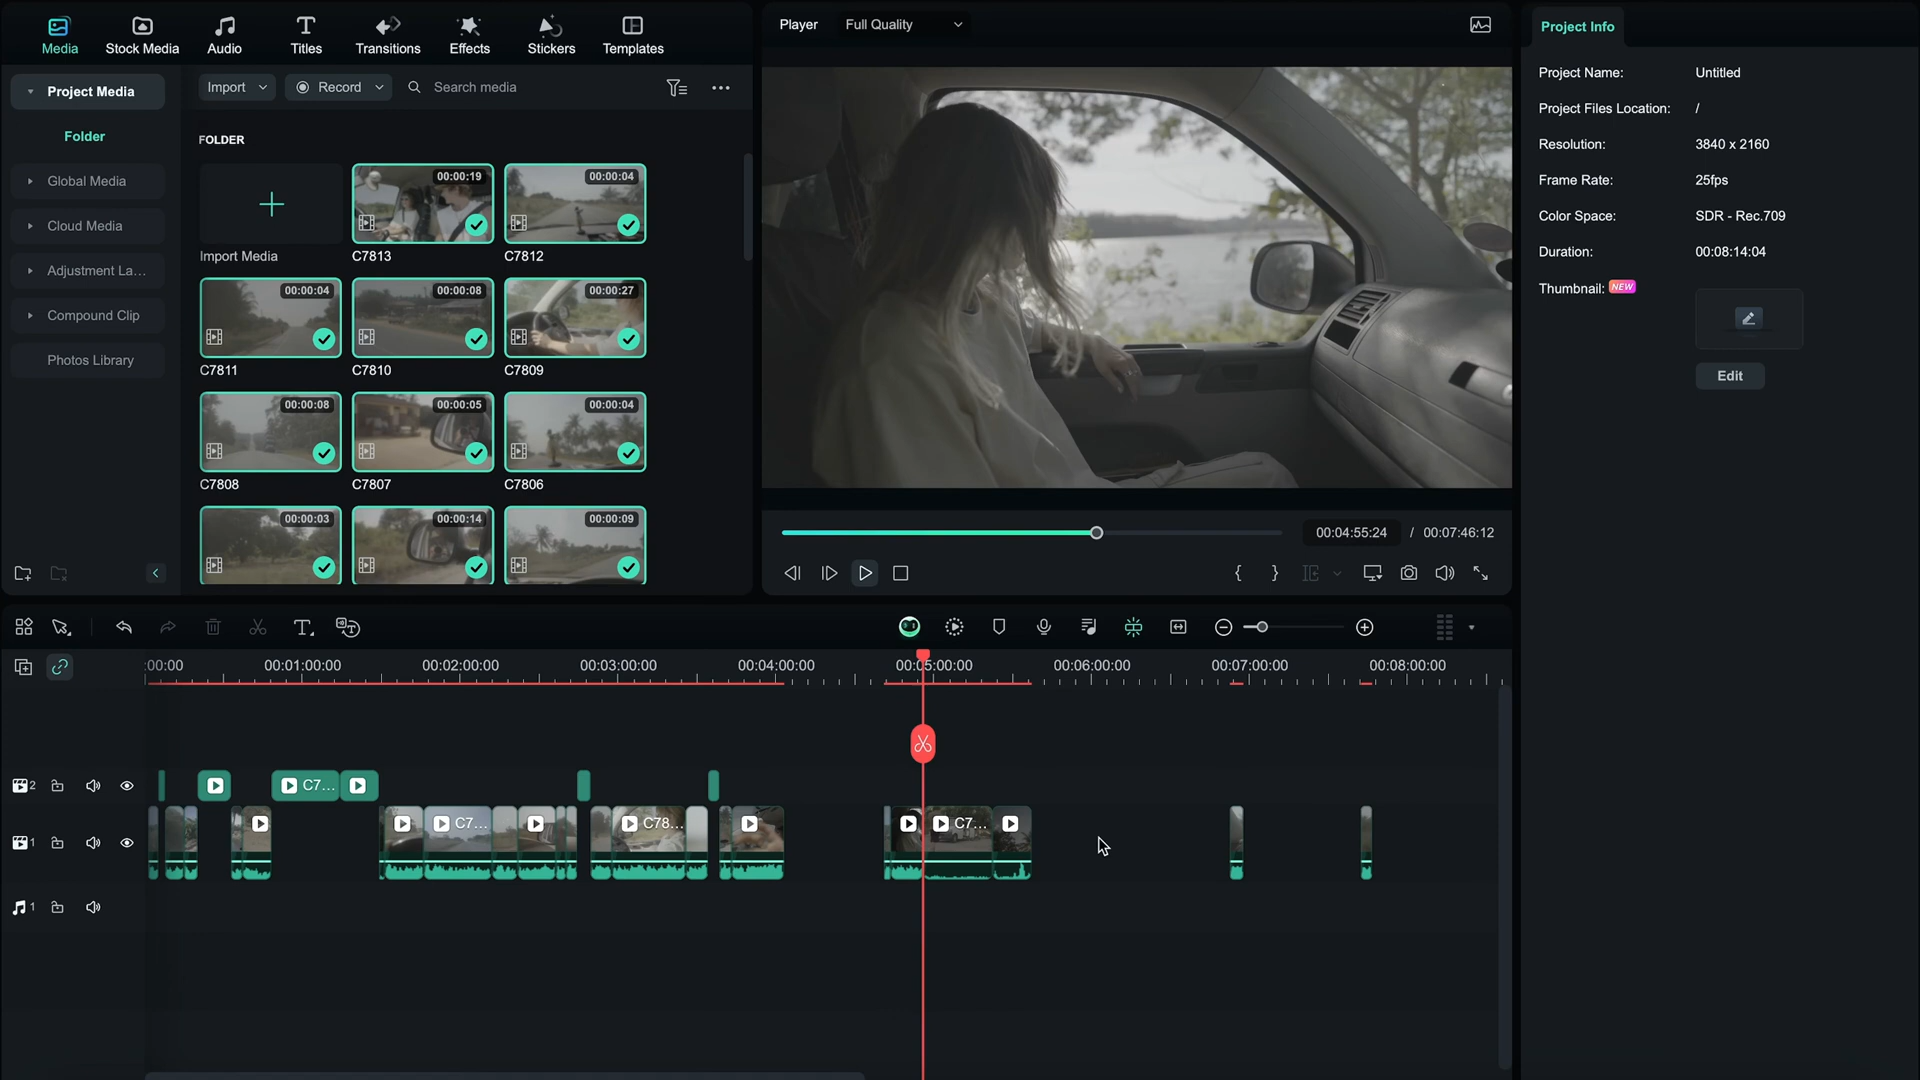 Media
Stock Media
Audio
Titles
Transitions
Effects
Stickers
Templates
Player
Full Quality
Project Info
Project Media
Import
Record
Search media
Folder
Global Media
Cloud Media
Adjustment La...
Compound Clip
Photos Library
FOLDER
Import Media
00:00:19
C7813
00:00:04
C7812
00:00:04
C7811
00:00:08
C7810
00:00:27
C7809
00:00:08
C7808
00:00:05
C7807
00:00:04
C7806
00:00:03
00:00:14
00:00:09
00:04:55:24 / 00:07:46:12
Project Name: Untitled
Project Files Location: /
Resolution: 3840 x 2160
Frame Rate: 25fps
Color Space: SDR - Rec.709
Duration: 00:08:14:04
Thumbnail: NEW
Edit
:00:00 00:01:00:00 00:02:00:00 00:03:00:00 00:04:00:00 00:05:00:00 00:06:00:00 00:07:00:00 00:08:00:00
2
C7...
1
C7...
C78...
C7...
1